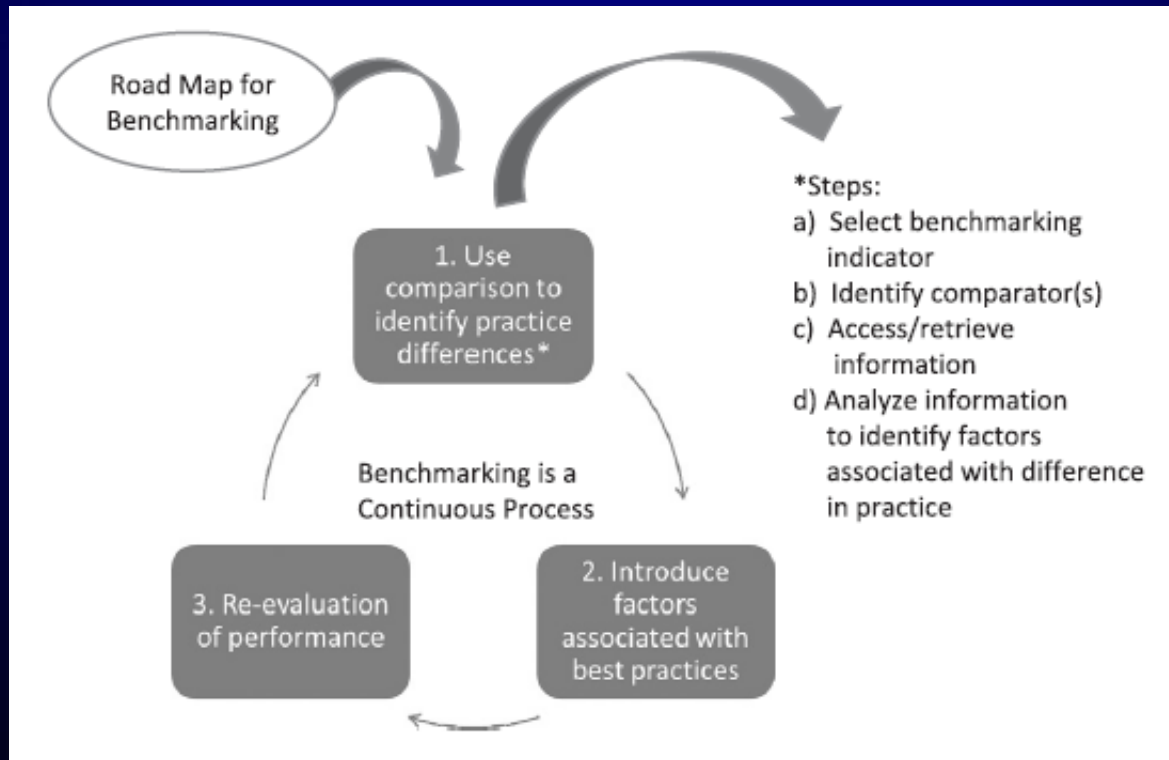 Road Map for
Benchmarking
*Steps:
a) Select benchmarking
indicator
b) Identify comparator(s)
c) Access/retrieve
information
d) Analyze information
to identify factors
associated with difference
in practice
1. Use
comparison to
identify practice
differences*
Benchmarking is a
Continuous Process
2. Introduce
factors
associated with
best practices
3. Re-evaluation
of performance